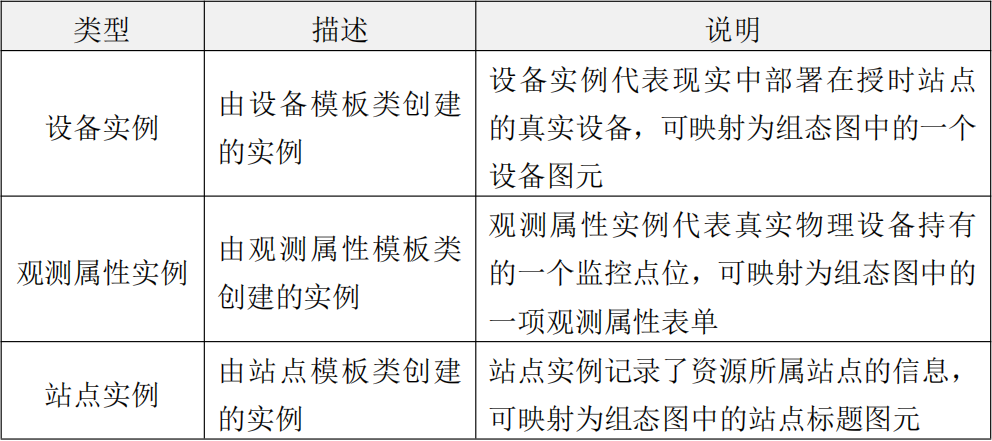 类型 描述 说明
设备实例
由设备模板类创建
的实例
设备实例代表现实中部署在授时站点
的真实设备，可映射为组态图中的一个
设备图元
观测属性实例
由观测属性模板类
创建的实例
观测属性实例代表真实物理设备持有
的一个监控点位，可映射为组态图中的
一项观测属性表单
站点实例
由站点模板类创建
的实例
站点实例记录了资源所属站点的信息，
可映射为组态图中的站点标题图元